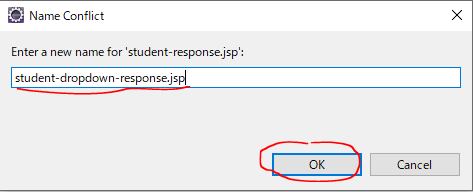 Name Conflict
Enter a new name for 'student-response.jsp':
student-dropdown-response.jsp
OK
Cancel